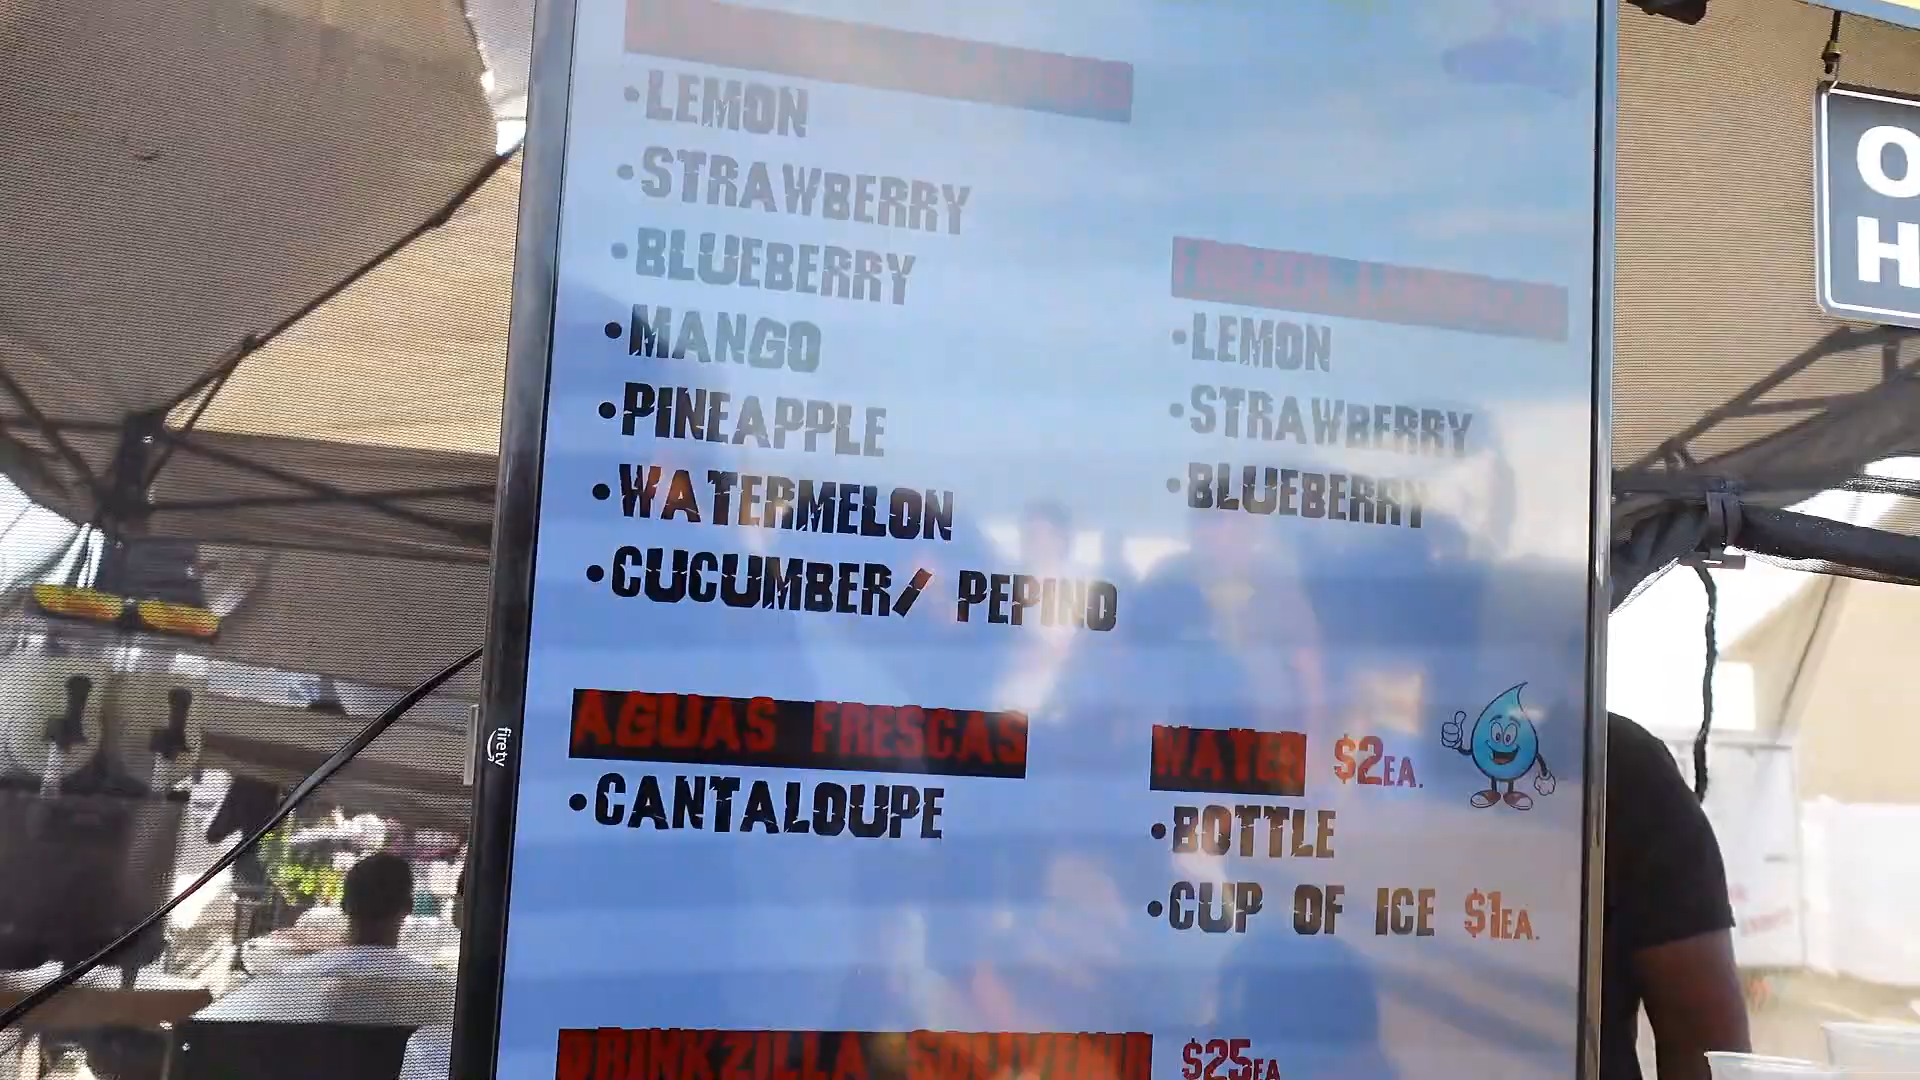 LEMON
STRAWBERRY
BLUEBERRY
MANGO
PINEAPPLE
WATERMELON
CUCUMBER/ PEPINO
LEMON
STRAWBERRY
BLUEBERRY
AGUAS FRESCAS
CANTALOUPE
WATER $2EA.
BOTTLE
CUP OF ICE $1EA.
DRINKZILLA SOUVENIR $25EA
firetv
O
H